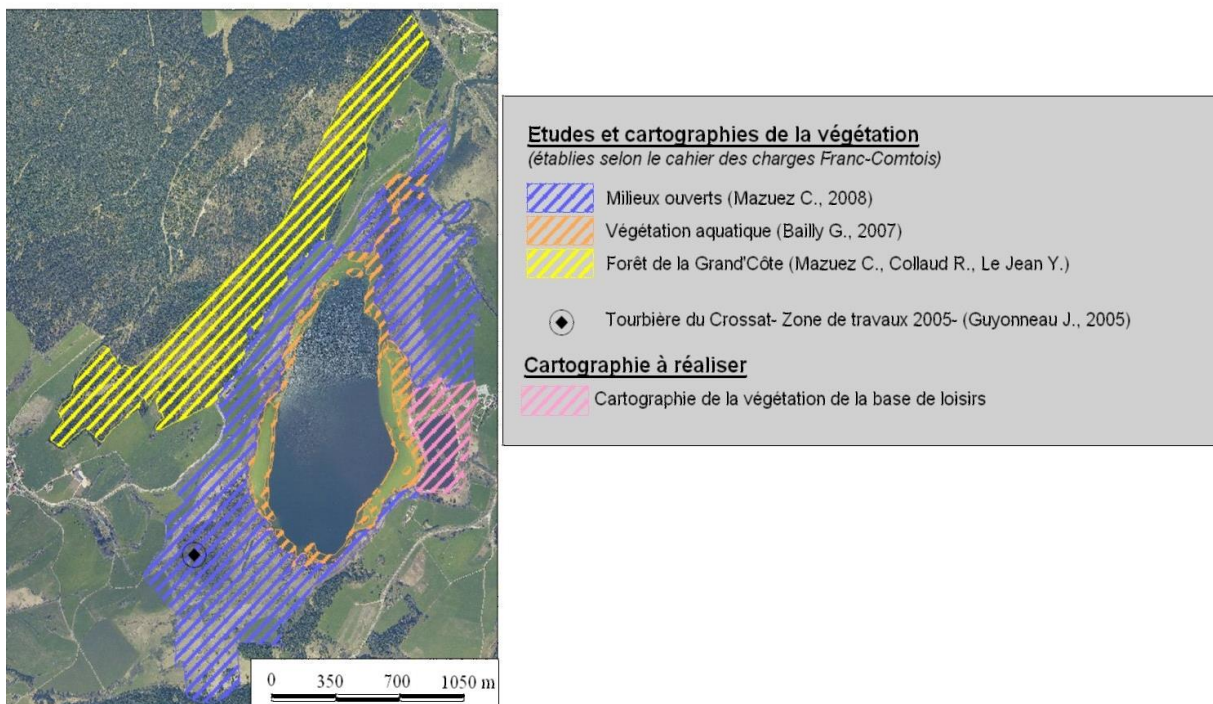 Etudes et cartographies de la végétation
(établies selon le cahier des charges Franc-Comtois)
Milieux ouverts (Mazuez C., 2008)
Végétation aquatique (Bailly G., 2007)
Forêt de la Grand'Côte (Mazuez C., Collaud R., Le Jean Y.)
Tourbière du Crossat- Zone de travaux 2005- (Guyonneau J., 2005)
Cartographie à réaliser
Cartographie de la végétation de la base de loisirs
0 350 700 1050 m